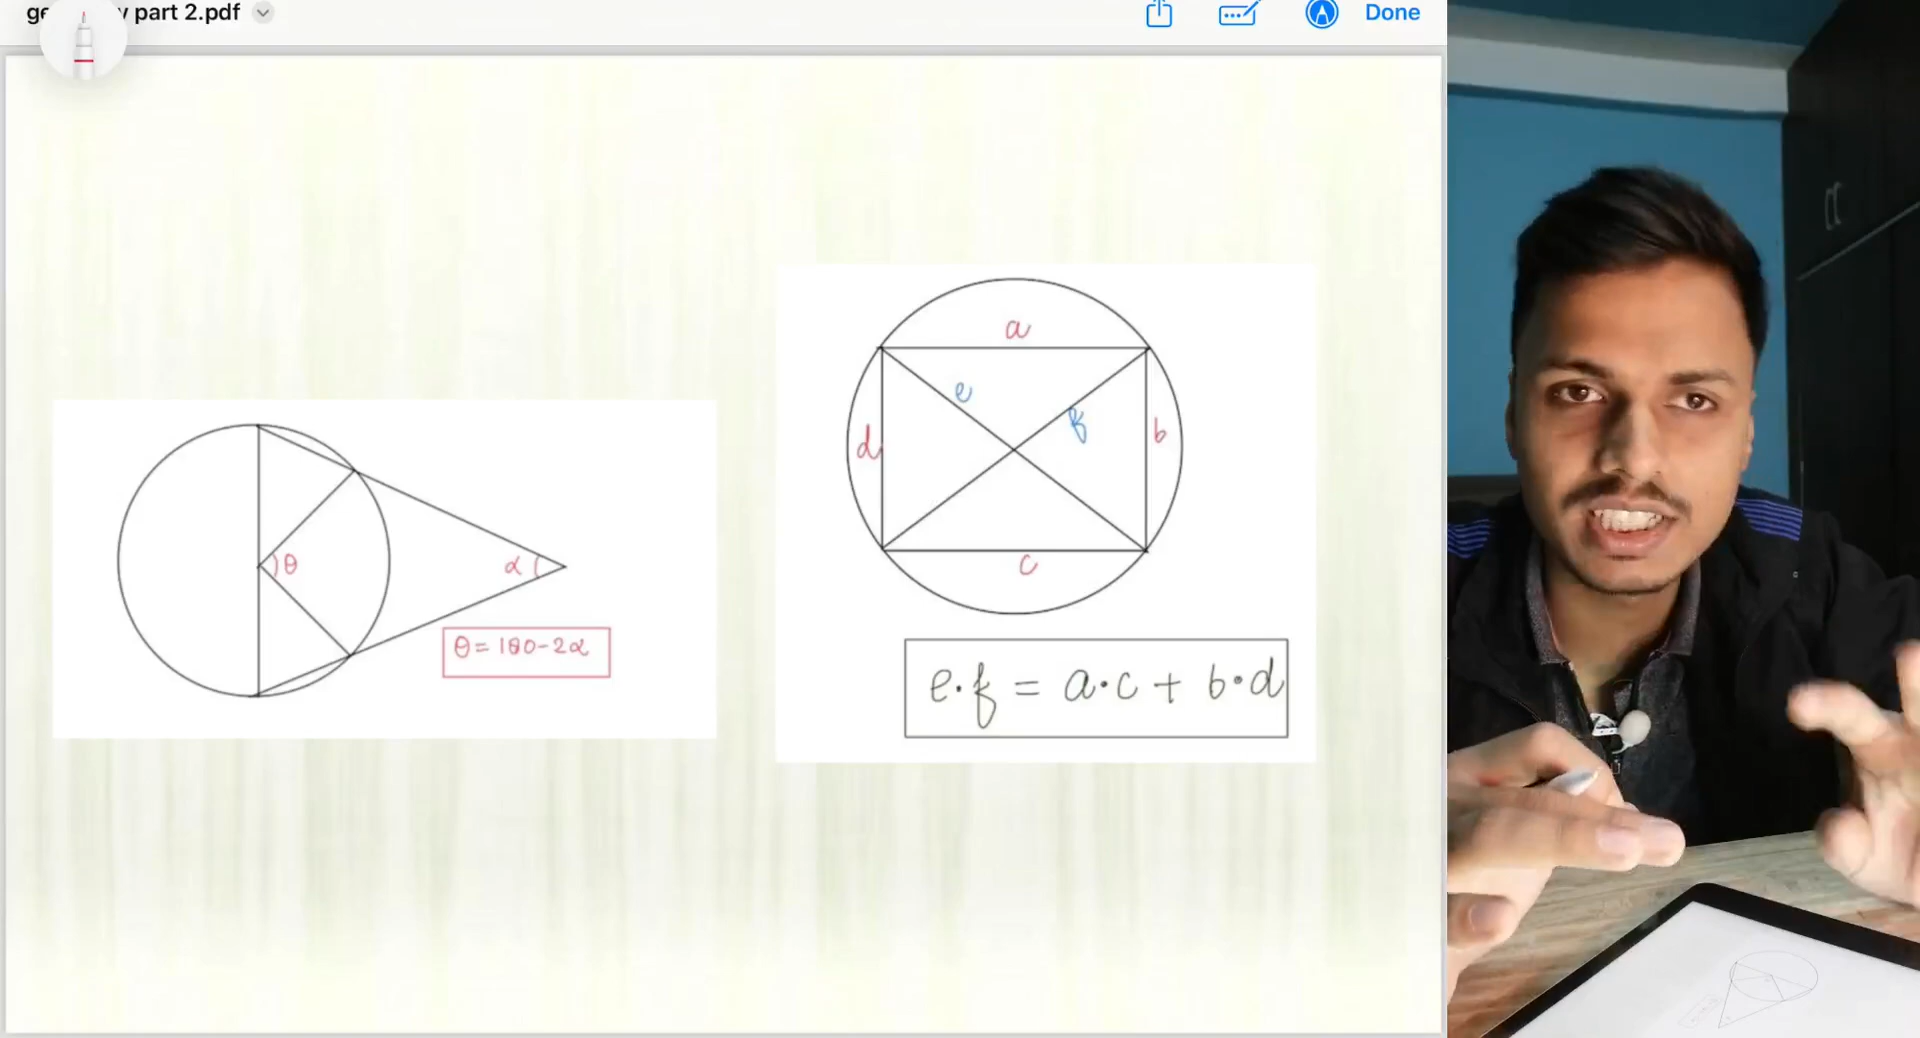 part 2.pdf
Done
θ
α
θ = 180 - 2α
a
e
f
d
b
c
e.f = a.c + b.d